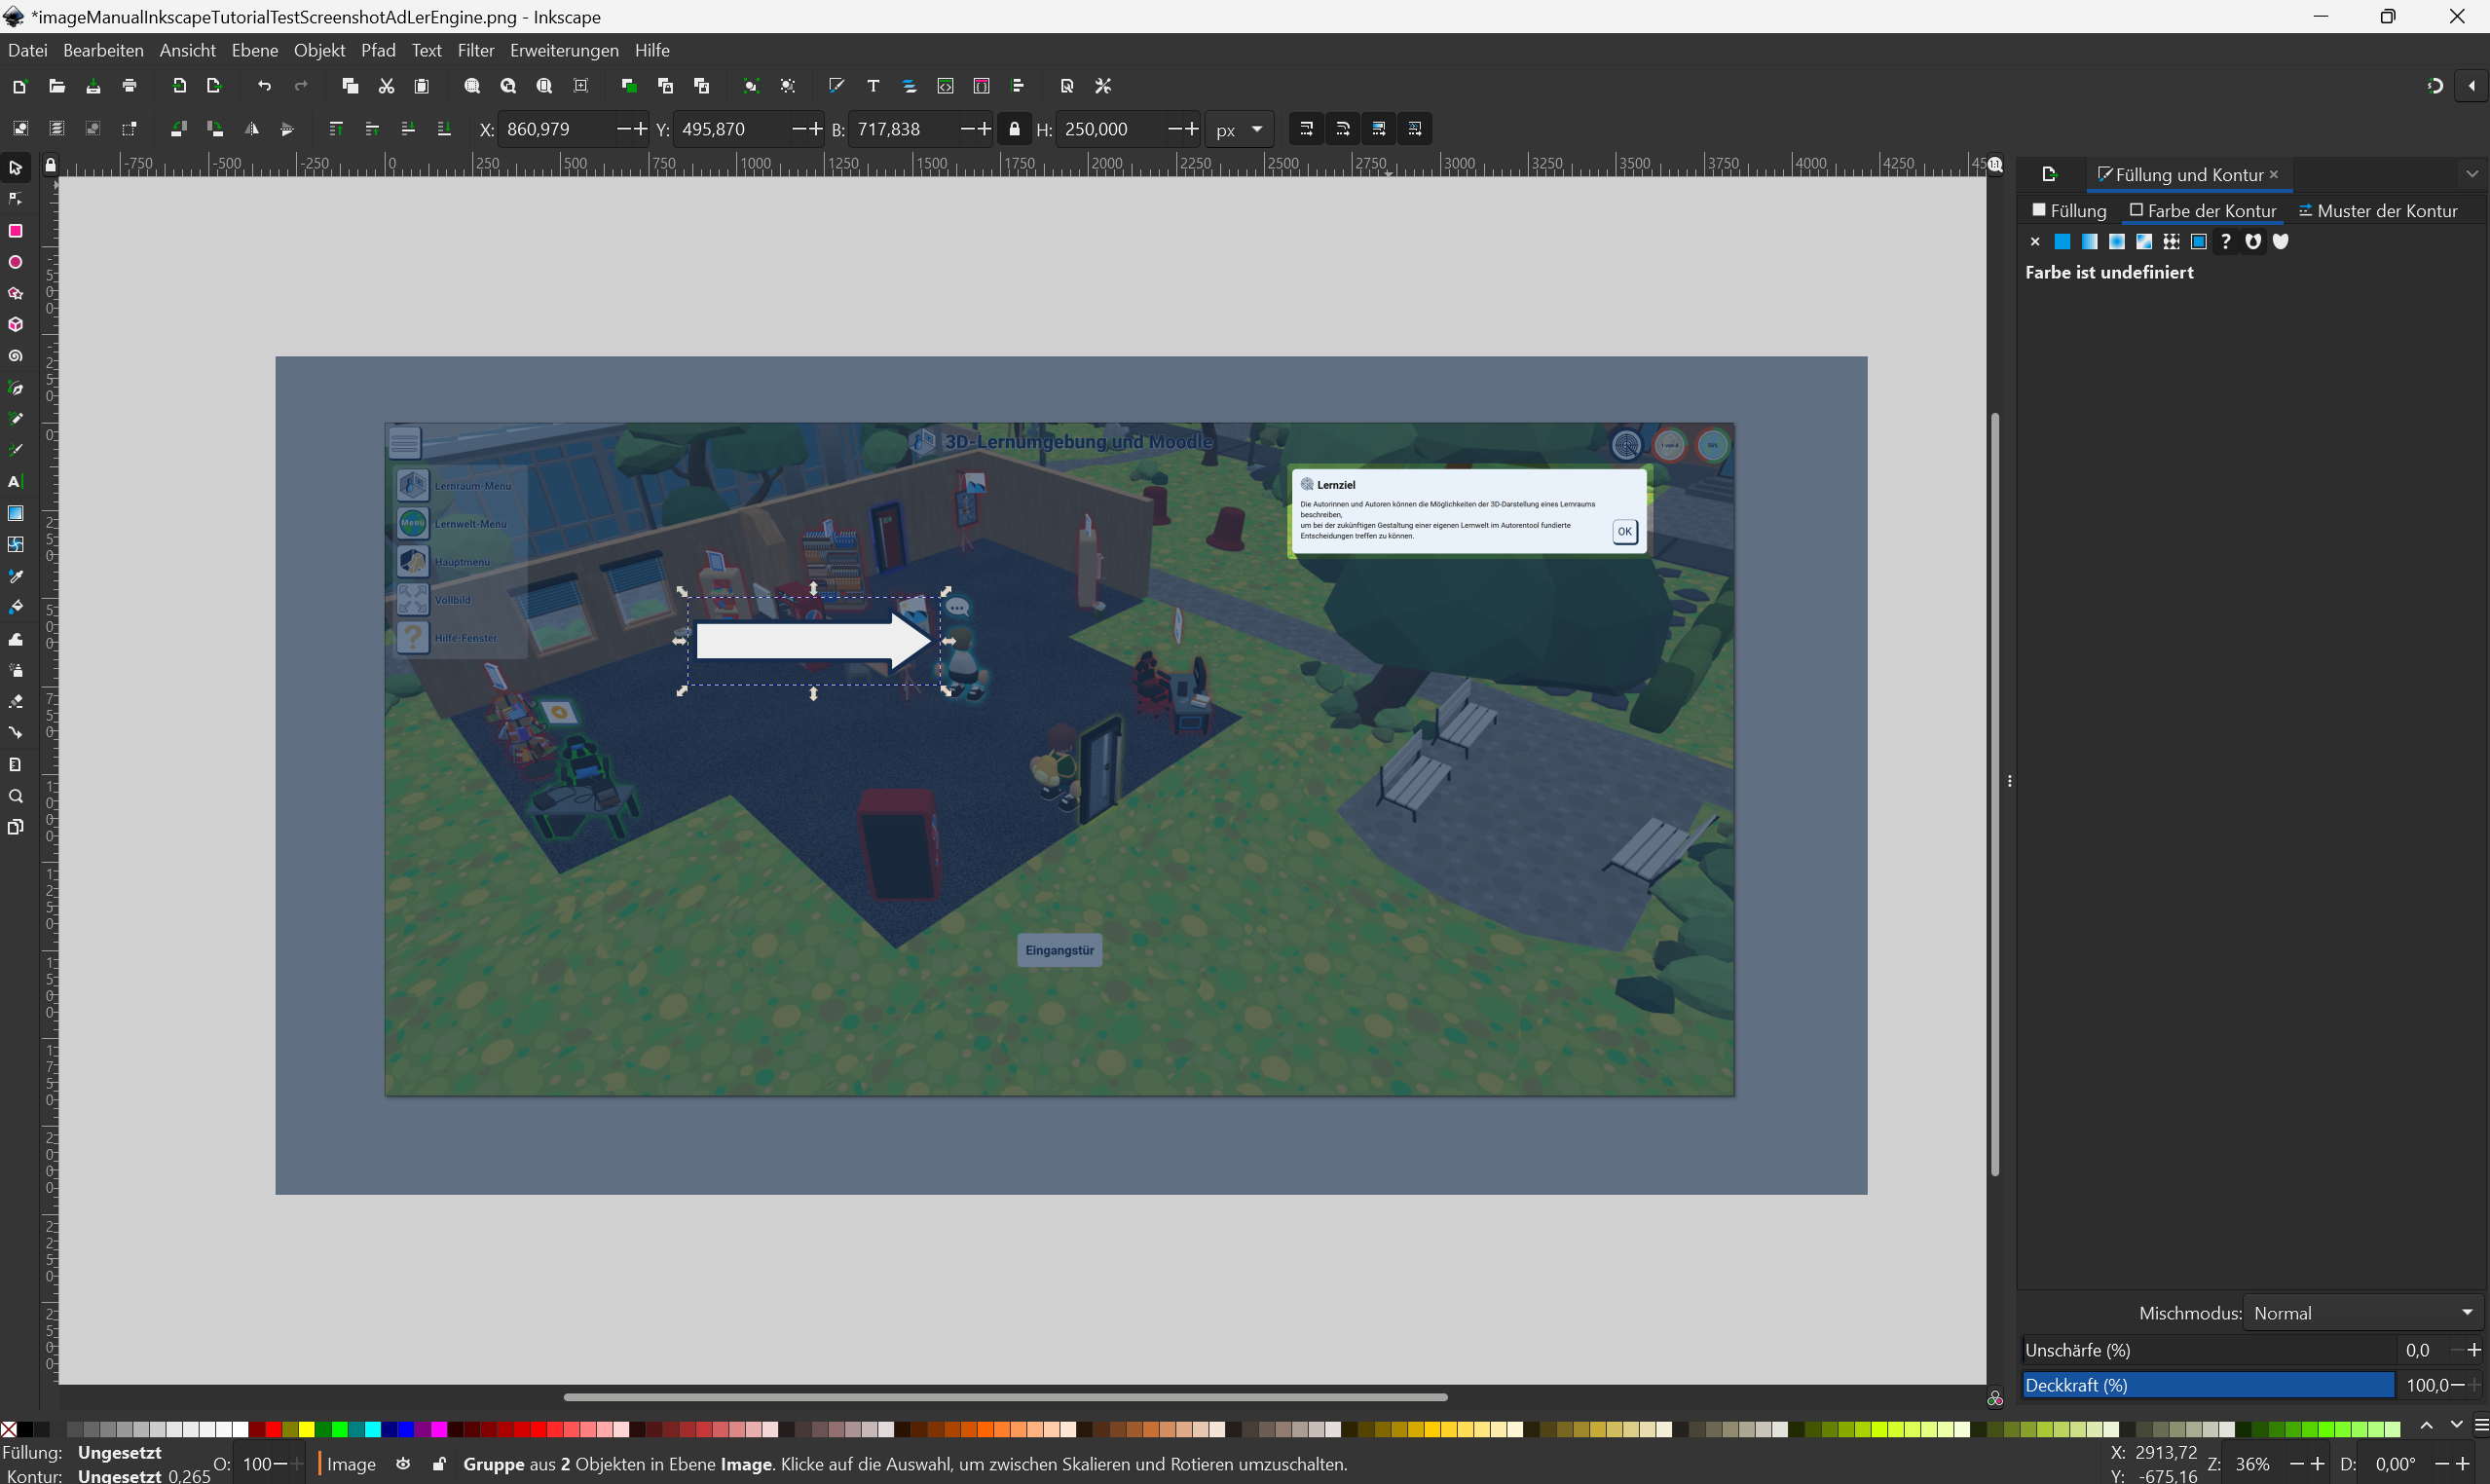 *imageManualInkscapeTutorialTestScreenshotAdLerEngine.png - Inkscape
Datei Bearbeiten Ansicht Ebene Objekt Pfad Text Filter Erweiterungen Hilfe
X: 860,979 Y: 495,870 B: 717,838 H: 250,000 px
-750 -500 -250 0 250 500 750 1000 1250 1500 1750 2000 2250 2500 2750 3000 3250 3500 3750 4000 4250
Füllung und Kontur
Füllung Farbe der Kontur Muster der Kontur
Farbe ist undefiniert
3D-Lernumgebung und Moodle
Lernraum-Menu
Menü Lernwelt-Menu
Hauptmenu
Vollbild
Hilfe-Fenster
Lernziel
Die Autorinnen und Autoren können die Möglichkeiten der 3D-Darstellung eines Lernraums
beschreiben,
um bei der zukünftigen Gestaltung einer eigenen Lernwelt im Autorentool fundierte
Entscheidungen treffen zu können.
OK
Eingangstür
Mischmodus: Normal
Unschärfe (%) 0,0
Deckkraft (%) 100,0
Füllung: Ungesetzt
Kontur: Ungesetzt 0,265
O: 100
Image
Gruppe aus 2 Objekten in Ebene Image. Klicke auf die Auswahl, um zwischen Skalieren und Rotieren umzuschalten.
X: 2913,72
Y: -675,16
Z: 36% D: 0,00°